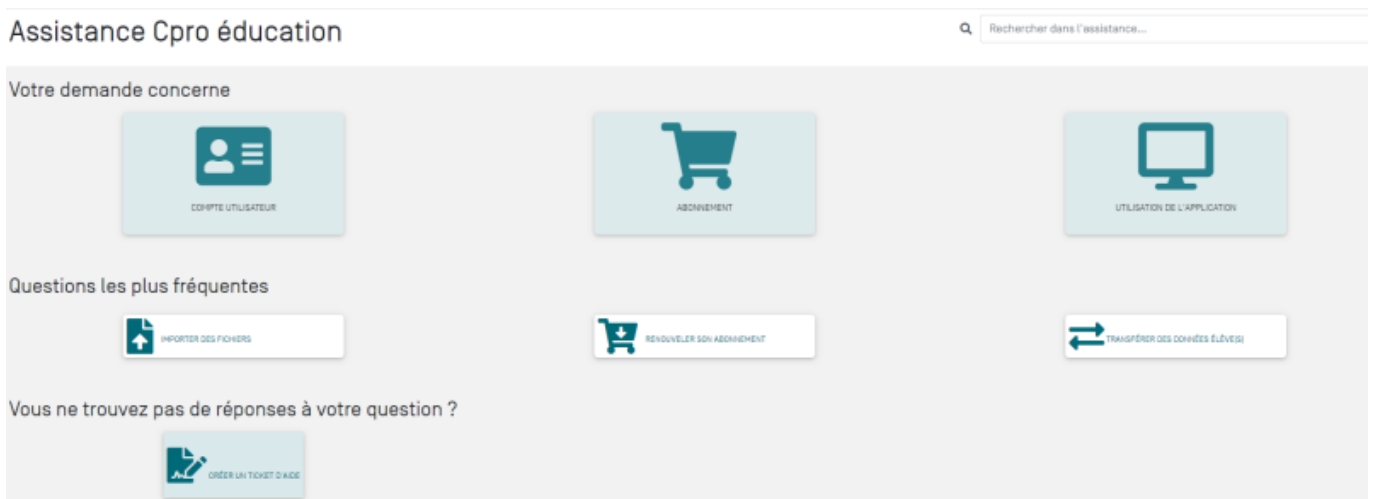 Assistance Cpro éducation
Rechercher dans l'assistance...
Votre demande concerne
COMPTE UTILISATEUR
ABONNEMENT
UTILISATION DE L'APPLICATION
Questions les plus fréquentes
IMPORTER DES FICHIERS
RENOUVELER SON ABONNEMENT
TRANSFÉRER DES DONNÉES ÉLÈVE(S)
Vous ne trouvez pas de réponses à votre question ?
CRÉER UN TICKET D'AIDE